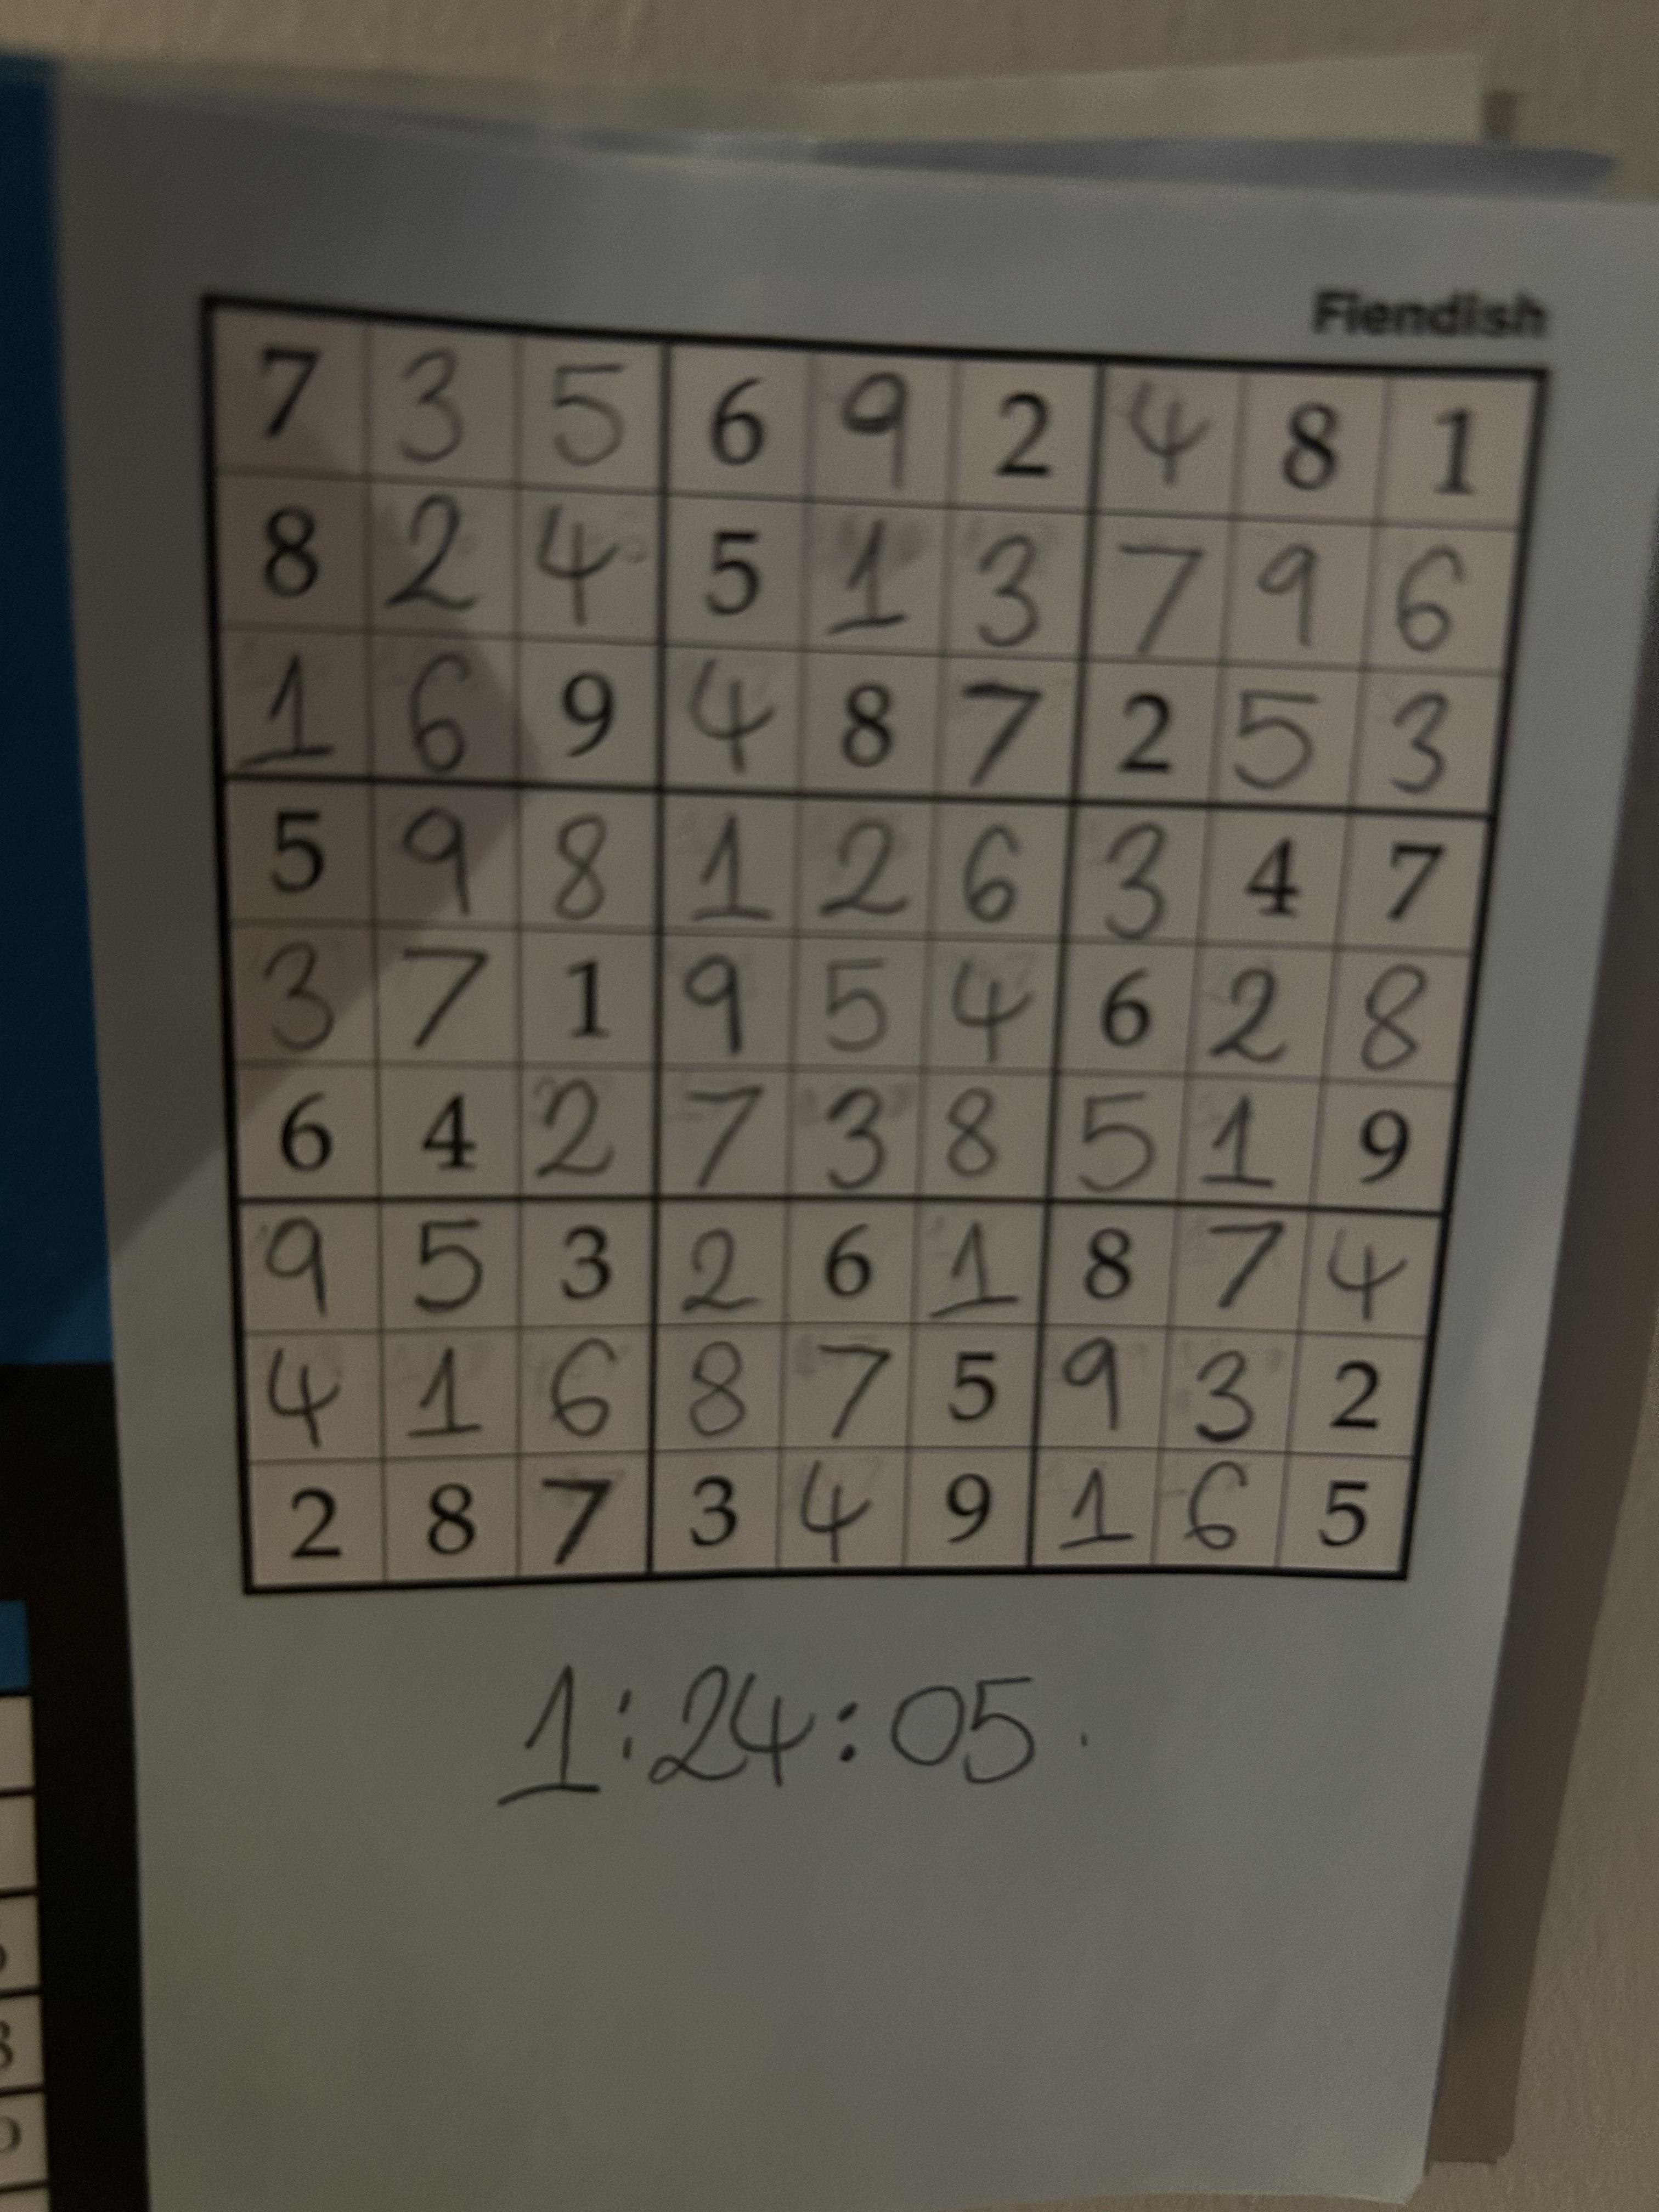 Fiendish
7 3 5 6 9 2 4 8 1
8 2 4 5 1 3 7 9 6
1 6 9 4 8 7 2 5 3
5 9 8 1 2 6 3 4 7
3 7 1 9 5 4 6 2 8
6 4 2 7 3 8 5 1 9
9 5 3 2 6 1 8 7 4
4 1 6 8 7 5 9 3 2
2 8 7 3 4 9 1 6 5
1:24:05.